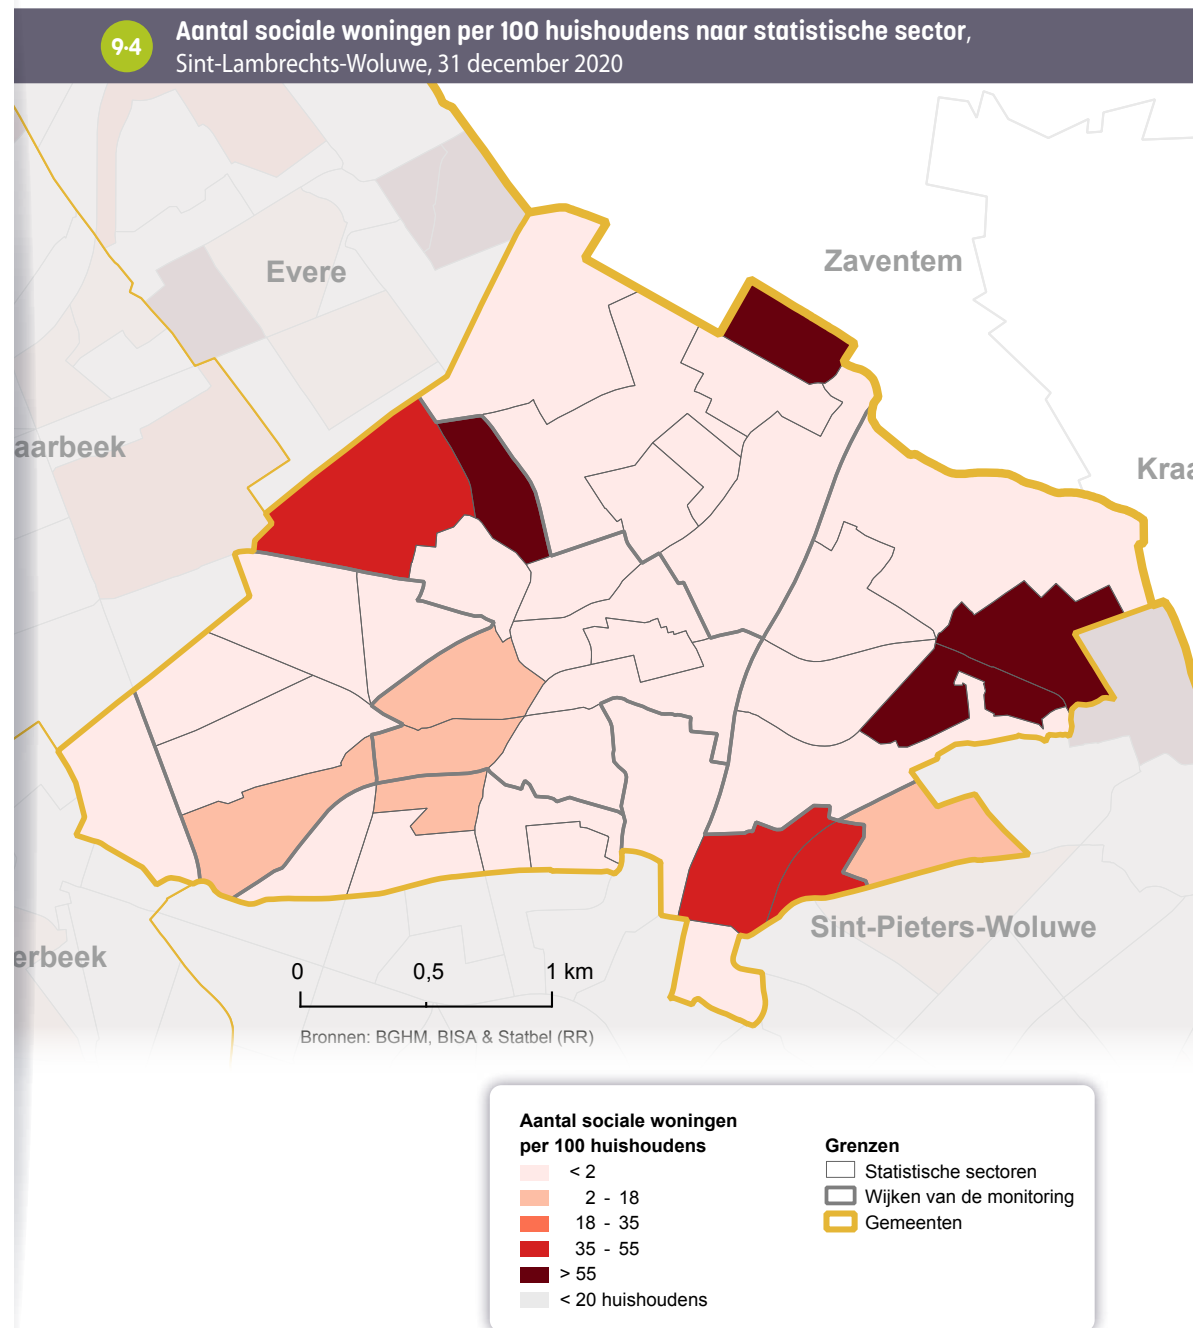 9.4
Aantal sociale woningen per 100 huishoudens naar statistische sector,
Sint-Lambrechts-Woluwe, 31 december 2020
Zaventem
Evere
aarbeek
Kraa
Sint-Pieters-Woluwe
erbeek
0 0,5 1 km
Bronnen: BGHM, BISA & Statbel (RR)
Aantal sociale woningen
per 100 huishoudens
< 2
2 - 18
18 - 35
35 - 55
> 55
< 20 huishoudens
Grenzen
Statistische sectoren
Wijken van de monitoring
Gemeenten